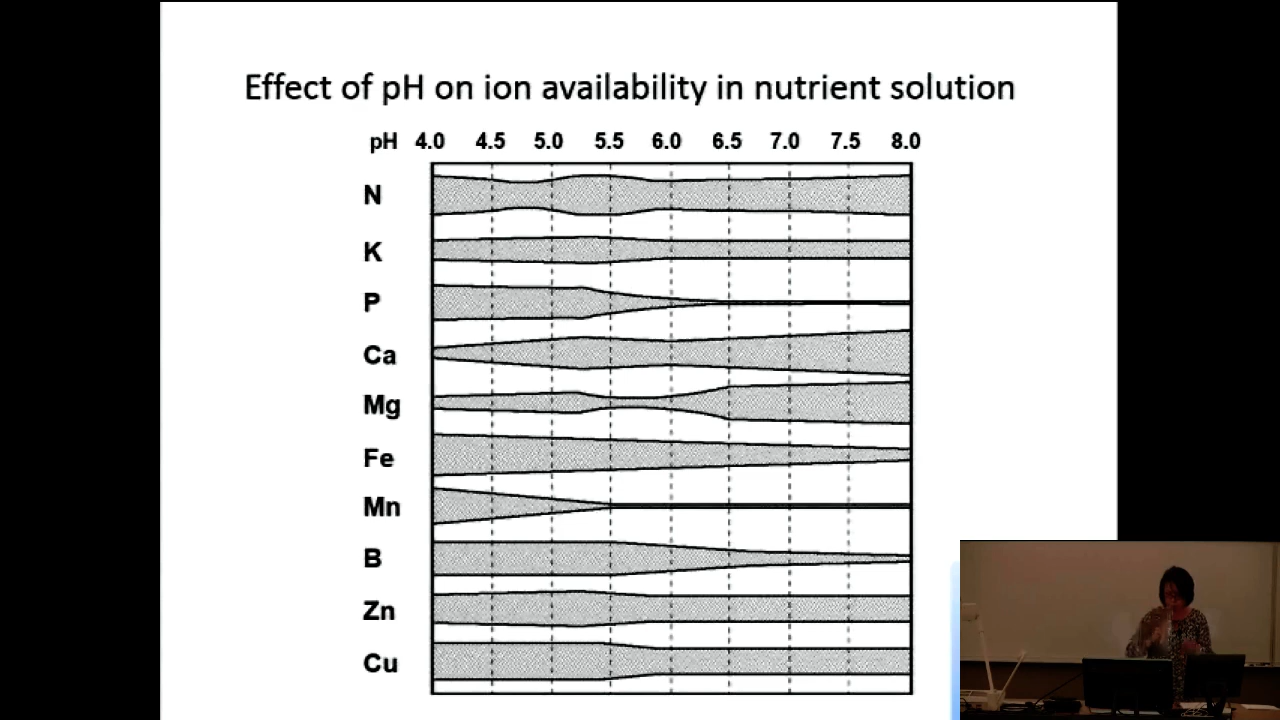 Effect of pH on ion availability in nutrient solution
pH 4.0 4.5 5.0 5.5 6.0 6.5 7.0 7.5 8.0
N
K
P
Ca
Mg
Fe
Mn
B
Zn
Cu